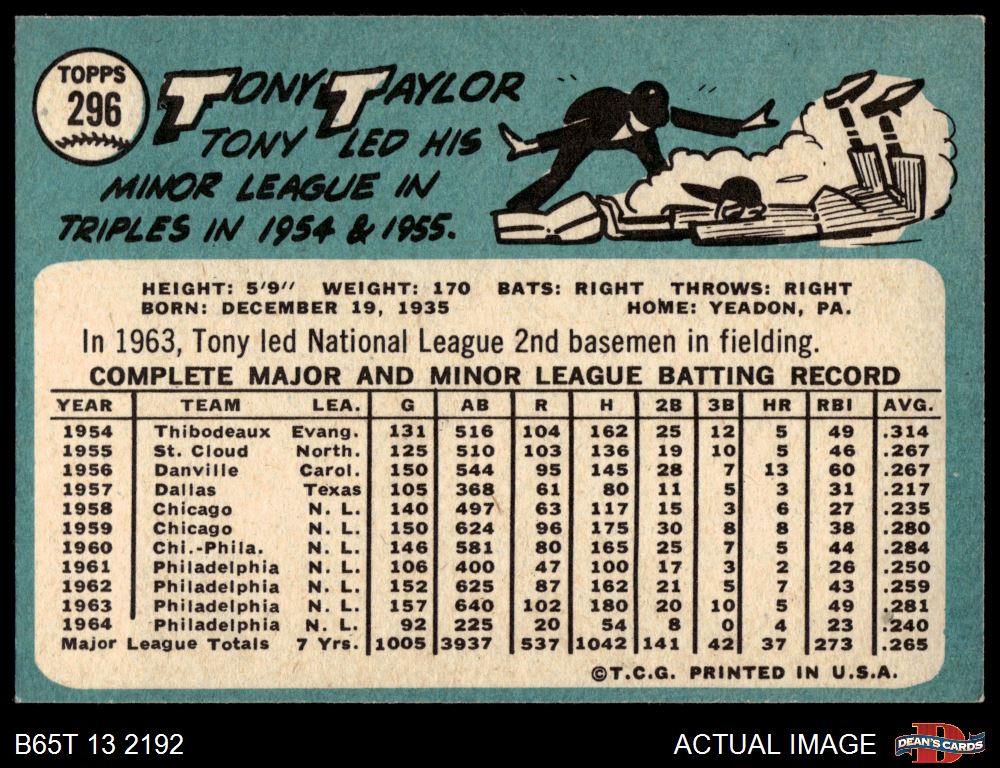 TOPPS
296
TONY TAYLOR
TONY LED HIS
MINOR LEAGUE IN
TRIPLES IN 1954 & 1955.
HEIGHT: 5'9" WEIGHT: 170 BATS: RIGHT THROWS: RIGHT
BORN: DECEMBER 19, 1935 HOME: YEADON, PA.
In 1963, Tony led National League 2nd basemen in fielding.
COMPLETE MAJOR AND MINOR LEAGUE BATTING RECORD
YEAR TEAM LEA. G AB R H 2B 3B HR RBI AVG.
1954 Thibodeaux Evang. 131 516 104 162 25 12 5 49 .314
1955 St. Cloud North. 125 510 103 136 19 10 5 46 .267
1956 Danville Carol. 150 544 95 145 28 7 13 60 .267
1957 Dallas Texas 105 368 61 80 11 5 3 31 .217
1958 Chicago N. L. 140 497 63 117 15 3 6 27 .235
1959 Chicago N. L. 150 624 96 175 30 8 8 38 .280
1960 Chi.-Phila. N. L. 146 581 80 165 25 7 5 44 .284
1961 Philadelphia N. L. 106 400 47 100 17 3 2 26 .250
1962 Philadelphia N. L. 152 625 87 162 21 5 7 43 .259
1963 Philadelphia N. L. 157 640 102 180 20 10 5 49 .281
1964 Philadelphia N. L. 92 225 20 54 8 0 4 23 .240
Major League Totals 7 Yrs. 1005 3937 537 1042 141 42 37 273 .265
©T.C.G. PRINTED IN U.S.A.
B65T 13 2192 ACTUAL IMAGE
D
DEAN'S CARDS